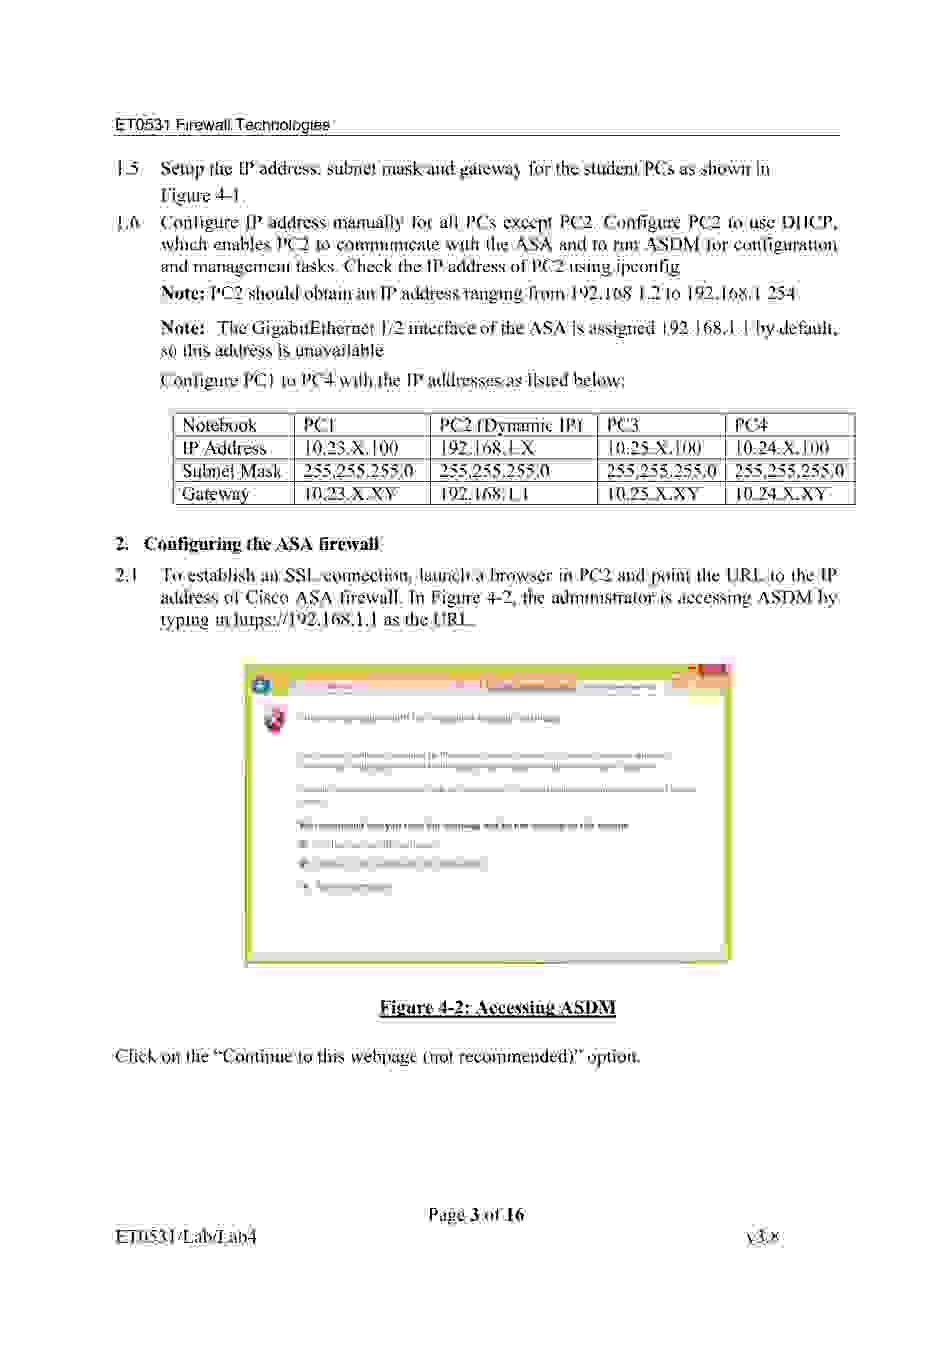 ET0531 Firewall Technologies
1.5 Setup the IP address, subnet mask and gateway for the student PCs as shown in
Figure 4-1.
1.6 Configure IP address manually for all PCs except PC2. Configure PC2 to use DHCP,
which enables PC2 to communicate with the ASA and to run ASDM for configuration
and management tasks. Check the IP address of PC2 using ipconfig.
Note: PC2 should obtain an IP address ranging from 192.168.1.2 to 192.168.1.254
Note: The GigabitEthernet 1/2 interface of the ASA is assigned 192.168.1.1 by default,
so this address is unavailable.
Configure PC1 to PC4 with the IP addresses as listed below:
Notebook PC1 PC2 (Dynamic IP) PC3 PC4
IP Address 10.23.X.100 192.168.1.X 10.25.X.100 10.24.X.100
Subnet Mask 255.255.255.0 255.255.255.0 255.255.255.0 255.255.255.0
Gateway 10.23.X.XY 192.168.1.1 10.25.X.XY 10.24.X.XY
2. Configuring the ASA firewall
2.1 To establish an SSL connection, launch a browser in PC2 and point the URL to the IP
address of Cisco ASA firewall. In Figure 4-2, the administrator is accessing ASDM by
typing in https://192.168.1.1 as the URL.
Figure 4-2: Accessing ASDM
Click on the “Continue to this webpage (not recommended)” option.
Page 3 of 16
ET0531/Lab/Lab4